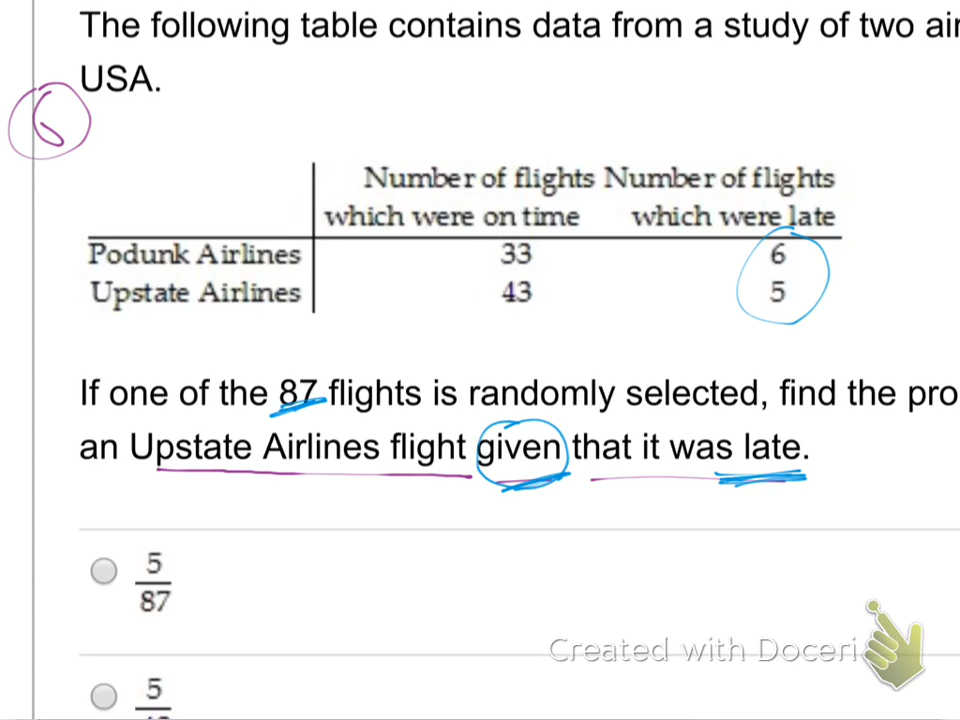 The following table contains data from a study of two air
USA.
6
Number of flights Number of flights
which were on time which were late
Podunk Airlines 33 6
Upstate Airlines 43 5
If one of the 87 flights is randomly selected, find the pro
an Upstate Airlines flight given that it was late.
5
87
Created with Doceri
5